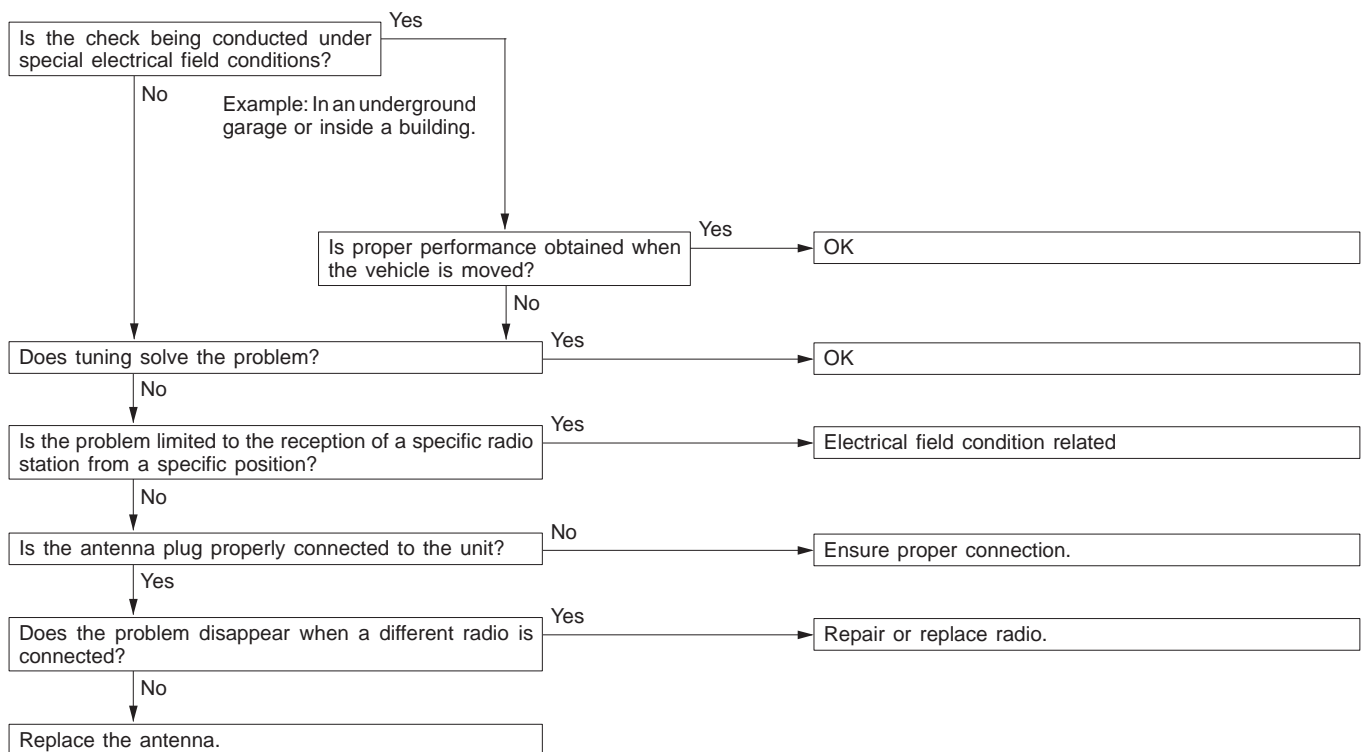 Is the check being conducted under
special electrical field conditions?
Yes
No
Example: In an underground
garage or inside a building.
Is proper performance obtained when
the vehicle is moved?
Yes
OK
No
Does tuning solve the problem?
Yes
OK
No
Is the problem limited to the reception of a specific radio
station from a specific position?
Yes
Electrical field condition related
No
Is the antenna plug properly connected to the unit?
No
Ensure proper connection.
Yes
Does the problem disappear when a different radio is
connected?
Yes
Repair or replace radio.
No
Replace the antenna.